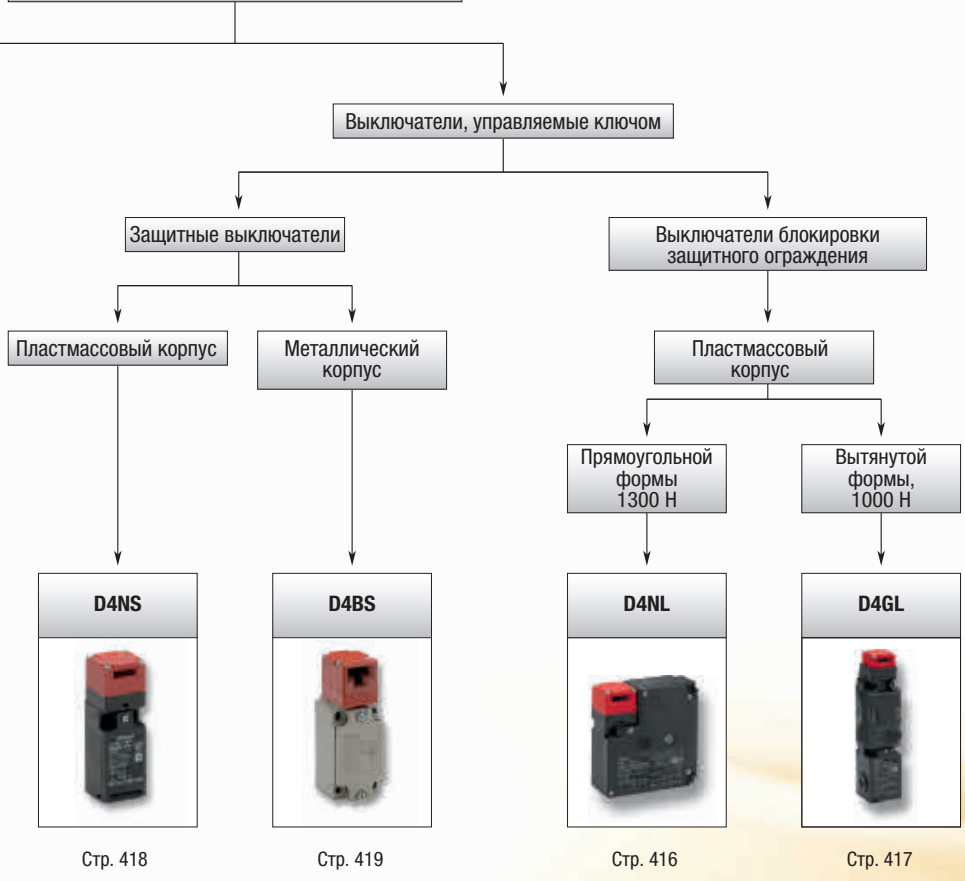 Выключатели, управляемые ключом
Защитные выключатели
Выключатели блокировки
защитного ограждения
Пластмассовый корпус
Металлический
корпус
Пластмассовый
корпус
Прямоугольной
формы
1300 Н
Вытянутой
формы,
1000 Н
D4NS
D4BS
D4NL
D4GL
Стр. 418
Стр. 419
Стр. 416
Стр. 417